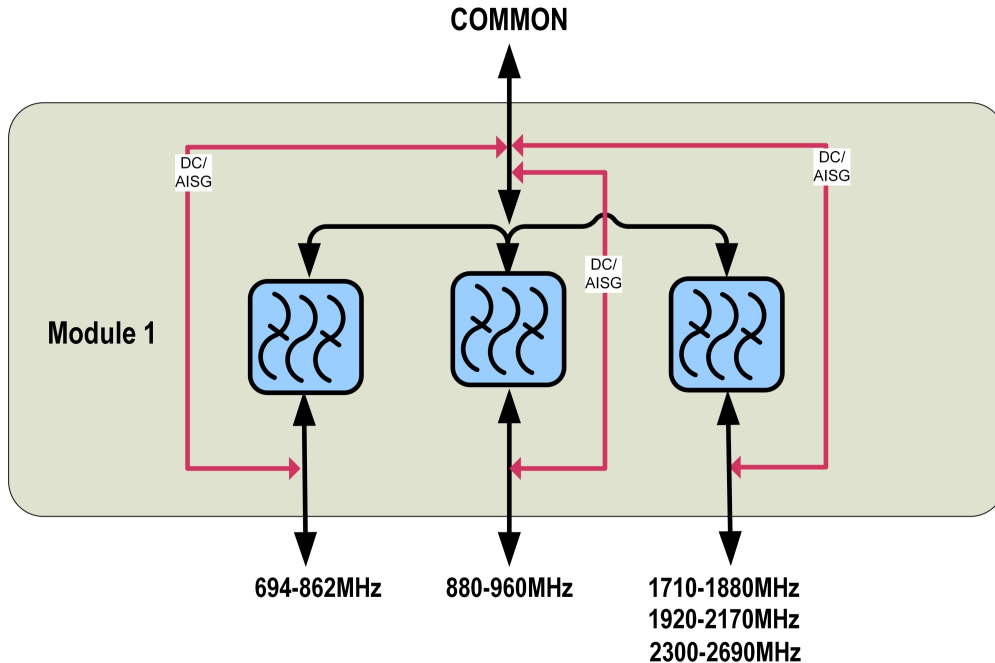 COMMON
DC/
AISG
DC/
AISG
DC/
AISG
Module 1
694-862MHz
880-960MHz
1710-1880MHz
1920-2170MHz
2300-2690MHz